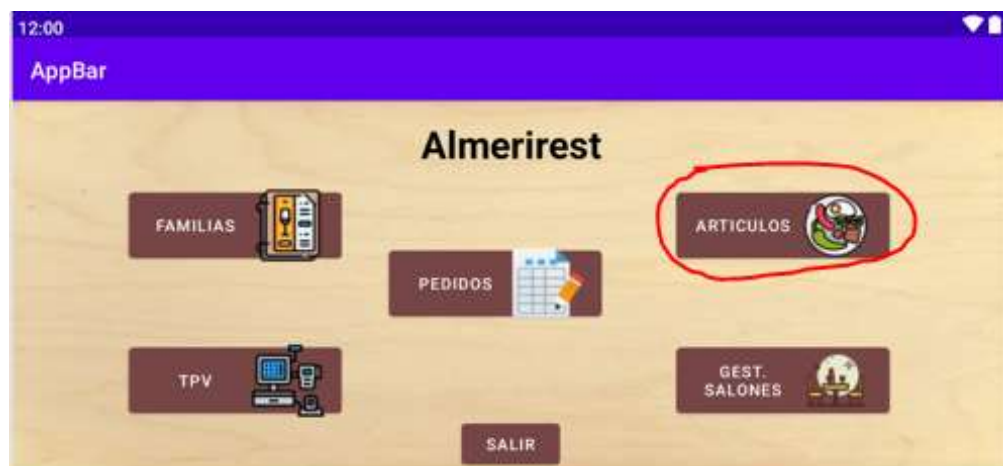 12:00
AppBar
Almerirest
FAMILIAS
ARTICULOS
PEDIDOS
TPV
GEST.
SALONES
SALIR